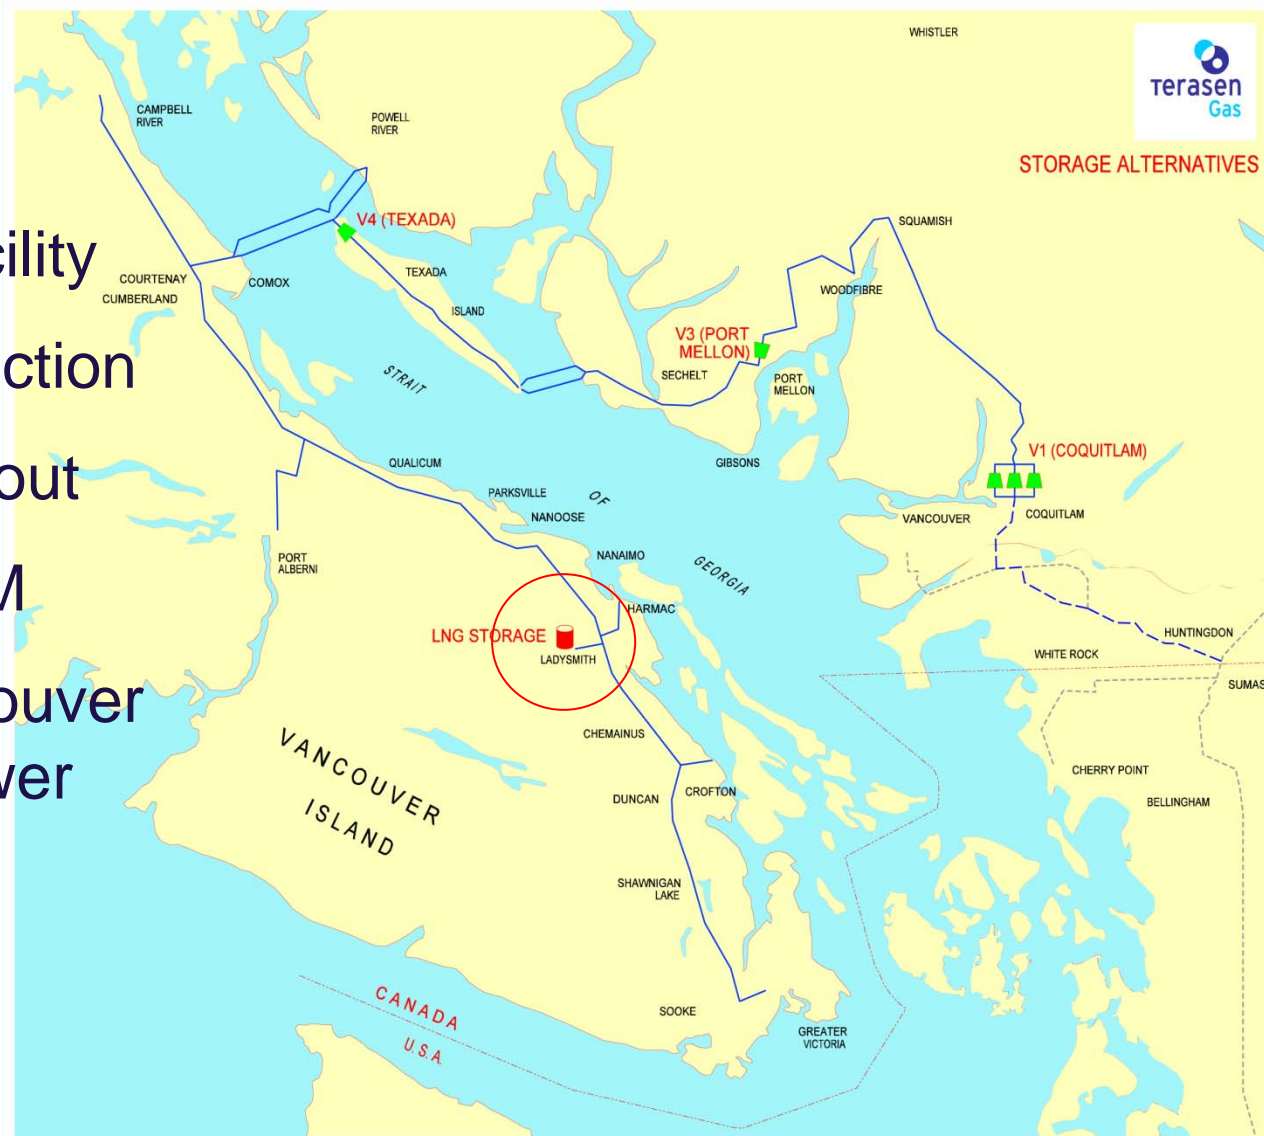 WHISTLER
Terasen
Gas
STORAGE ALTERNATIVES
CAMPBELL
RIVER
POWELL
RIVER
V4 (TEXADA)
SQUAMISH
cility
COURTENAY
CUMBERLAND
COMOX
TEXADA
ISLAND
WOODFIBRE
V3 (PORT
MELLON)
SECHELT
PORT
MELLON
ction
STRAIT
OF
GEORGIA
out
QUALICUM
GIBSONS
V1 (COQUITLAM)
PARKSVILLE
NANOOSE
VANCOUVER
COQUITLAM
NANAIMO
PORT
ALBERNI
M
HARMAC
LNG STORAGE
LADYSMITH
HUNTINGDON
WHITE ROCK
SUMAS
ouver
wer
CHEMAINUS
VANCOUVER
ISLAND
DUNCAN
CROFTON
CHERRY POINT
BELLINGHAM
SHAWNIGAN
LAKE
SOOKE
GREATER
VICTORIA
CANADA
U.S.A.